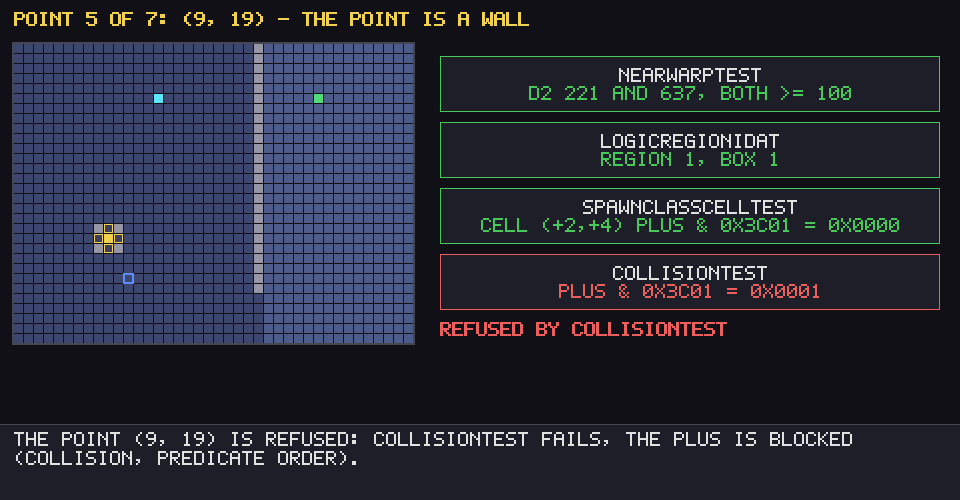 POINT 5 OF 7: (9, 19) - THE POINT IS A WALL
NEARWARPTEST
D2 221 AND 637, BOTH >= 100
LOGICREGIONIDAT
REGION 1, BOX 1
SPAWNCLASSCELLTEST
CELL (+2,+4) PLUS & 0X3C01 = 0X0000
COLLISIONTEST
PLUS & 0X3C01 = 0X0001
REFUSED BY COLLISIONTEST
THE POINT (9, 19) IS REFUSED: COLLISIONTEST FAILS, THE PLUS IS BLOCKED
(COLLISION, PREDICATE ORDER).